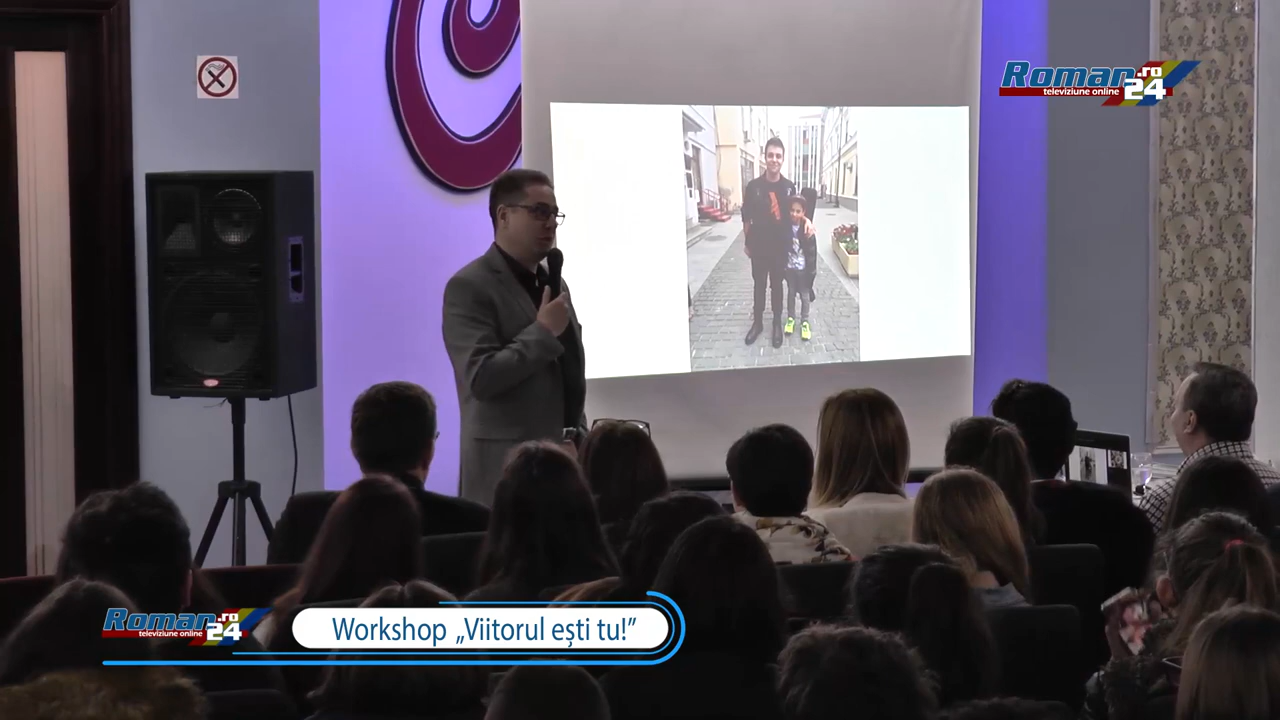 Roman.ro
televiziune online 24
Roman.ro
televiziune online 24
Workshop „Viitorul ești tu!”